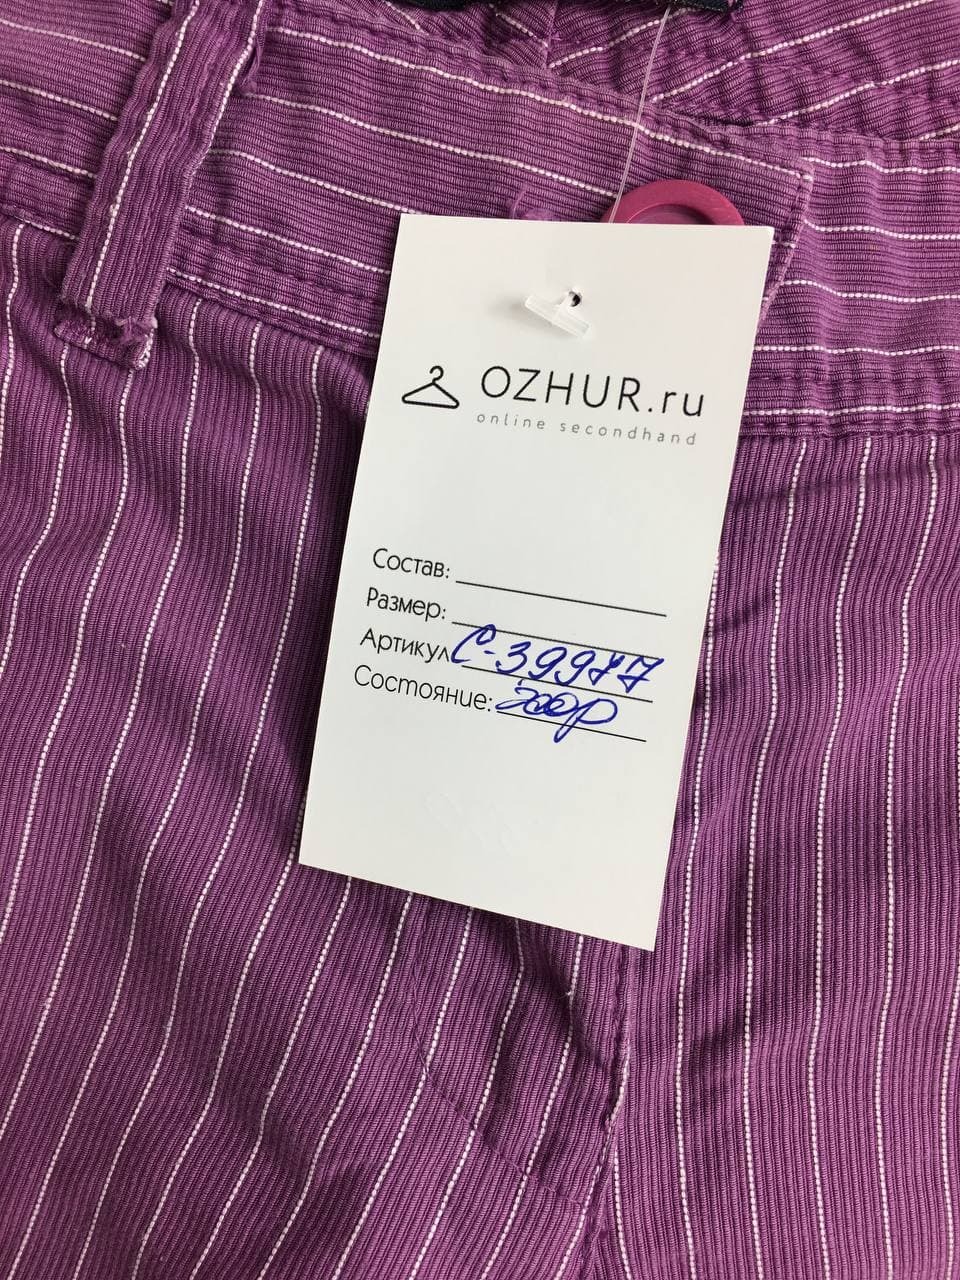 OZHUR.ru
online secondhand
Состав:
Размер:
Артикул С-39977
Состояние: хор